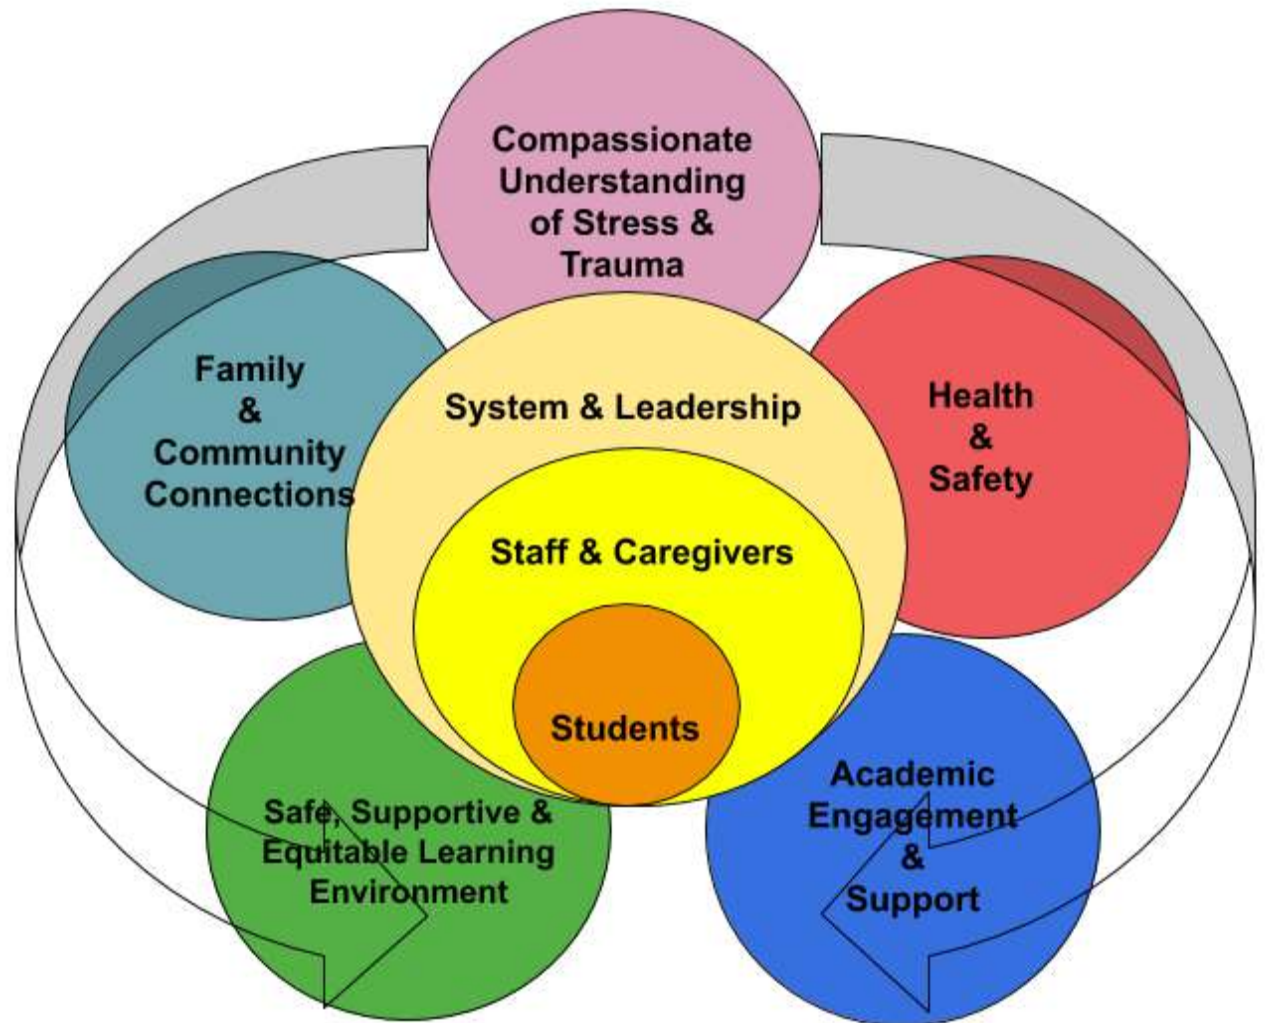 Compassionate
Understanding
of Stress &
Trauma
Family
&
Community
Connections
System & Leadership
Health
&
Safety
Staff & Caregivers
Students
Safe, Supportive &
Equitable Learning
Environment
Academic
Engagement
&
Support